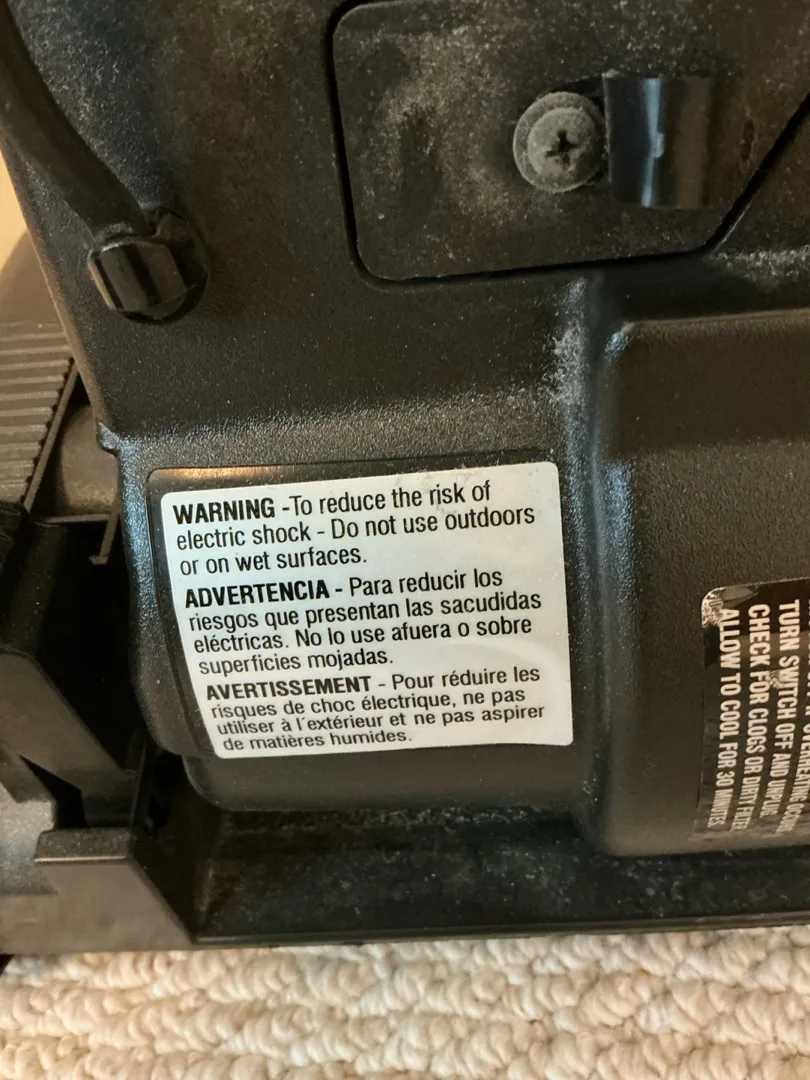 WARNING -To reduce the risk of
electric shock - Do not use outdoors
or on wet surfaces.
ADVERTENCIA - Para reducir los
riesgos que presentan las sacudidas
eléctricas. No lo use afuera o sobre
superficies mojadas.
AVERTISSEMENT - Pour réduire les
risques de choc électrique, ne pas
utiliser à l'extérieur et ne pas aspirer
de matières humides.
TURN SWITCH OFF AND UNPLUG
CHECK FOR CLOGS OR DIRTY FILTER
ALLOW TO COOL FOR 30 MINUTES